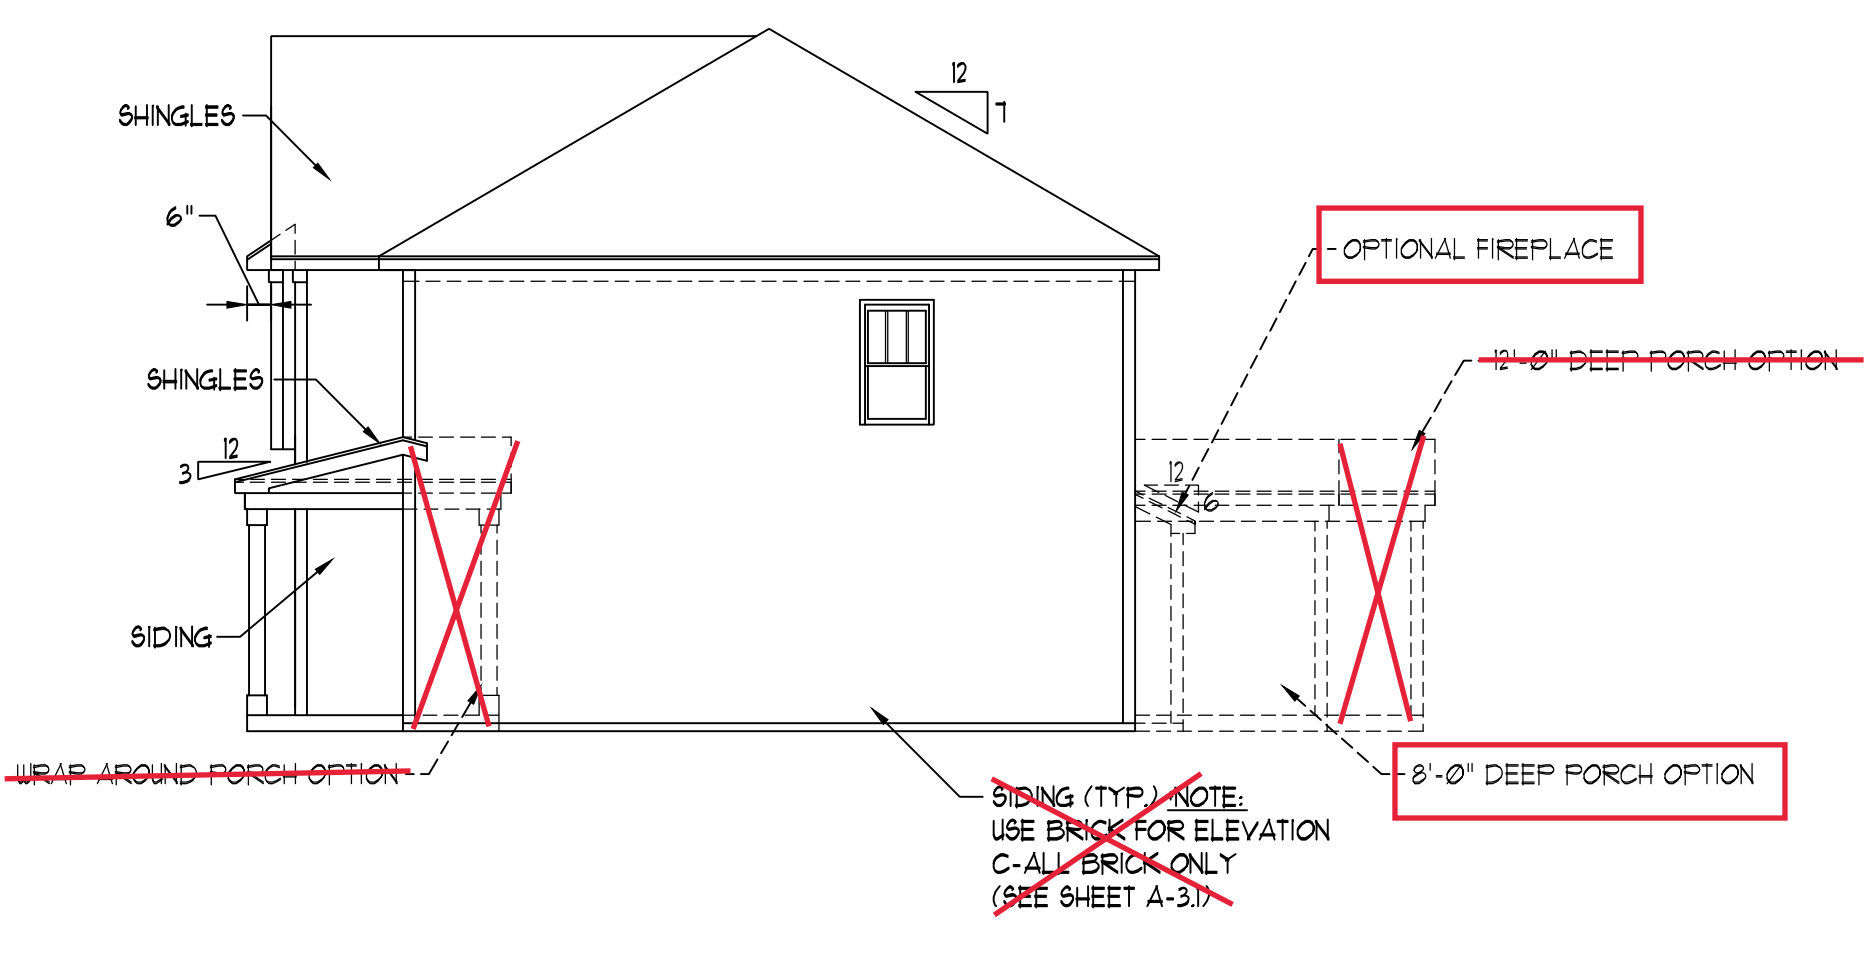 12
7
SHINGLES
6"
OPTIONAL FIREPLACE
12'-0" DEEP PORCH OPTION
SHINGLES
12
3
12
6
SIDING
WRAP AROUND PORCH OPTION
8'-0" DEEP PORCH OPTION
SIDING (TYP.) NOTE:
USE BRICK FOR ELEVATION
C-ALL BRICK ONLY
(SEE SHEET A-3.1)